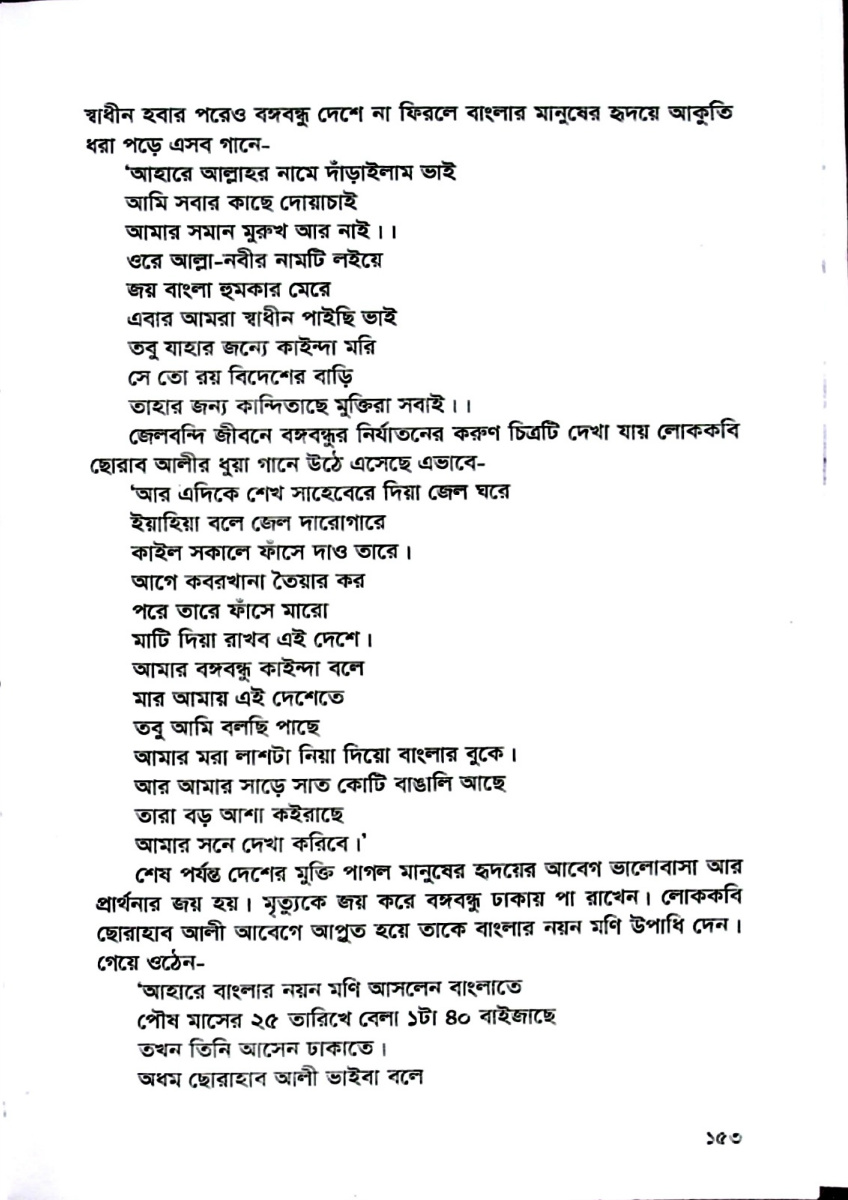 স্বাধীন হবার পরেও বঙ্গবন্ধু দেশে না ফিরলে বাংলার মানুষের হৃদয়ে আকুতি
ধরা পড়ে এসব গানে–
‘আহারে আল্লাহর নামে দাঁড়াইলাম ভাই
আমি সবার কাছে দোয়াচাই
আমার সমান মুরুখ আর নাই।।
ওরে আল্লা-নবীর নামটি লইয়ে
জয় বাংলা হুমকার মেরে
এবার আমরা স্বাধীন পাইছি ভাই
তবু যাহার জন্যে কাইন্দা মরি
সে তো রয় বিদেশের বাড়ি
তাহার জন্য কান্দিতাছে মুক্তিরা সবাই।।
জেলবন্দি জীবনে বঙ্গবন্ধুর নির্যাতনের করুণ চিত্রটি দেখা যায় লোককবি
ছোরাব আলীর ধুয়া গানে উঠে এসেছে এভাবে–
‘আর এদিকে শেখ সাহেবেরে দিয়া জেল ঘরে
ইয়াহিয়া বলে জেল দারোগারে
কাইল সকালে ফাঁসে দাও তারে।
আগে কবরখানা তৈয়ার কর
পরে তারে ফাঁসে মারো
মাটি দিয়া রাখব এই দেশে।
আমার বঙ্গবন্ধু কাইন্দা বলে
মার আমায় এই দেশেতে
তবু আমি বলছি পাছে
আমার মরা লাশটা নিয়া দিয়ো বাংলার বুকে।
আর আমার সাড়ে সাত কোটি বাঙালি আছে
তারা বড় আশা কইরাছে
আমার সনে দেখা করিবে।’
শেষ পর্যন্ত দেশের মুক্তি পাগল মানুষের হৃদয়ের আবেগ ভালোবাসা আর
প্রার্থনার জয় হয়। মৃত্যুকে জয় করে বঙ্গবন্ধু ঢাকায় পা রাখেন। লোককবি
ছোরাহাব আলী আবেগে আপ্লুত হয়ে তাকে বাংলার নয়ন মণি উপাধি দেন।
গেয়ে ওঠেন–
‘আহারে বাংলার নয়ন মণি আসলেন বাংলাতে
পৌষ মাসের ২৫ তারিখে বেলা ১টা ৪০ বাইজাছে
তখন তিনি আসেন ঢাকাতে।
অধম ছোরাহাব আলী ভাইবা বলে
১৫৩